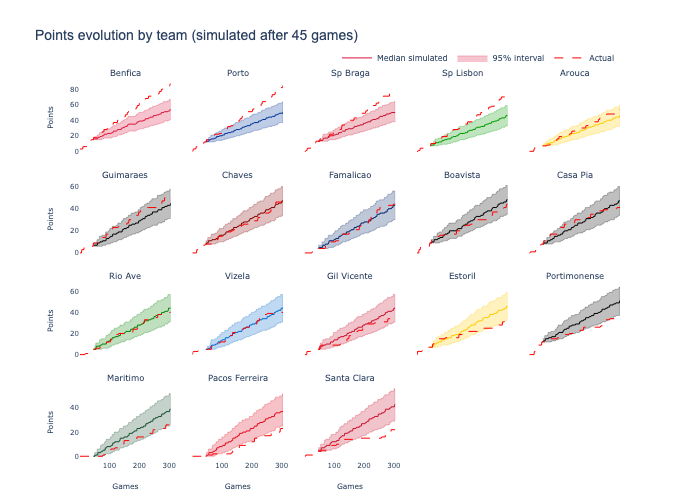 Points evolution by team (simulated after 45 games)
Median simulated 95% interval Actual
Benfica Porto Sp Braga Sp Lisbon Arouca
Points
80
60
40
20
0
Guimaraes Chaves Famalicao Boavista Casa Pia
Points
60
40
20
0
Rio Ave Vizela Gil Vicente Estoril Portimonense
Points
60
40
20
0
Maritimo Pacos Ferreira Santa Clara
Points
40
20
0
100 200 300 100 200 300 100 200 300
Games Games